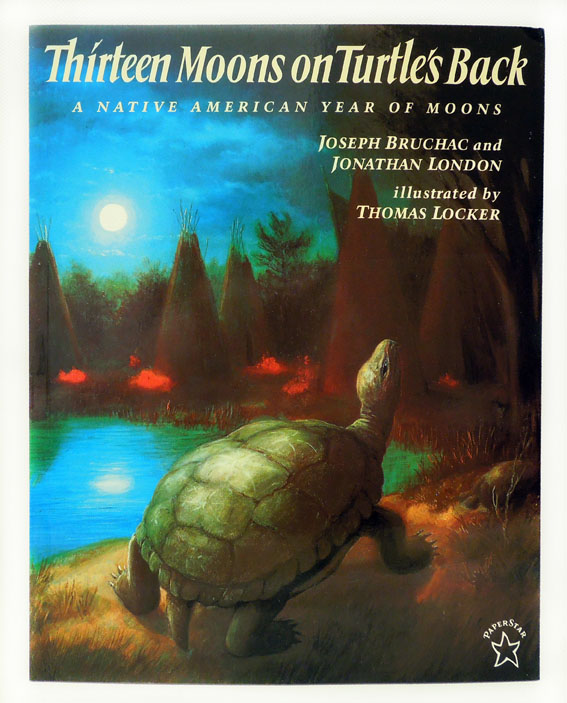 Thirteen Moons on Turtle's Back
A NATIVE AMERICAN YEAR OF MOONS
JOSEPH BRUCHAC and
JONATHAN LONDON
illustrated by
THOMAS LOCKER
PAPERSTAR